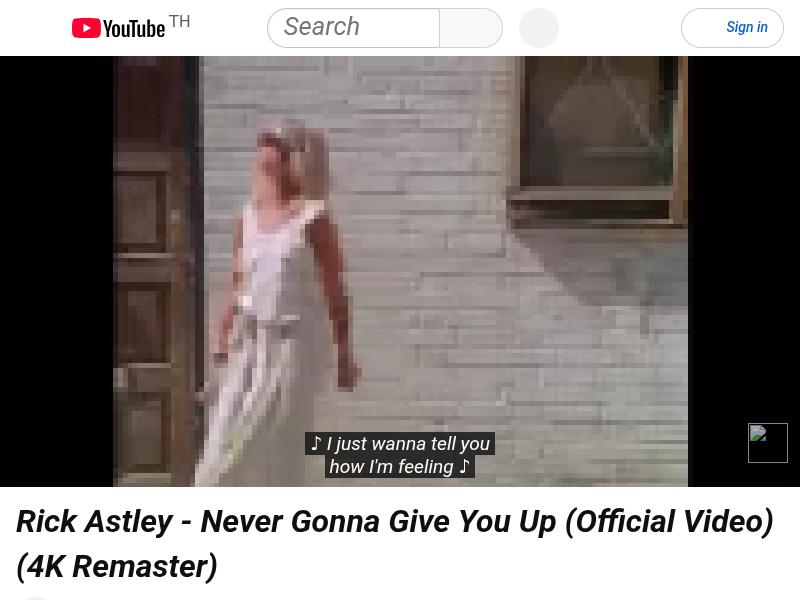 YouTube TH
Search
Sign in
♪ I just wanna tell you
how I'm feeling ♪
Rick Astley - Never Gonna Give You Up (Official Video)
(4K Remaster)